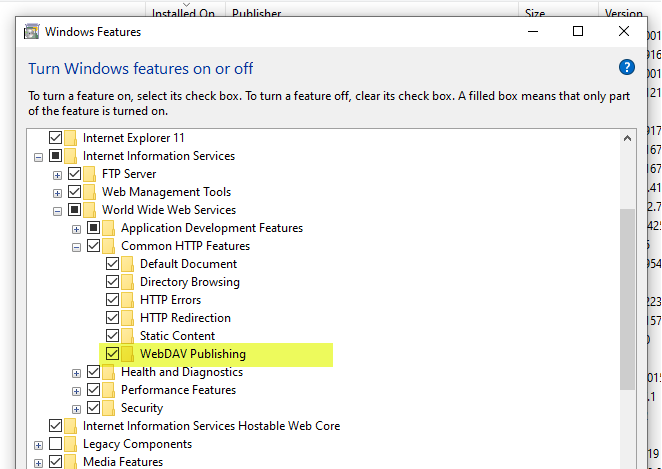 Installed On Publisher Size Version
Windows Features
Turn Windows features on or off
To turn a feature on, select its check box. To turn a feature off, clear its check box. A filled box means that only part
of the feature is turned on.
Internet Explorer 11
Internet Information Services
FTP Server
Web Management Tools
World Wide Web Services
Application Development Features
Common HTTP Features
Default Document
Directory Browsing
HTTP Errors
HTTP Redirection
Static Content
WebDAV Publishing
Health and Diagnostics
Performance Features
Security
Internet Information Services Hostable Web Core
Legacy Components
Media Features